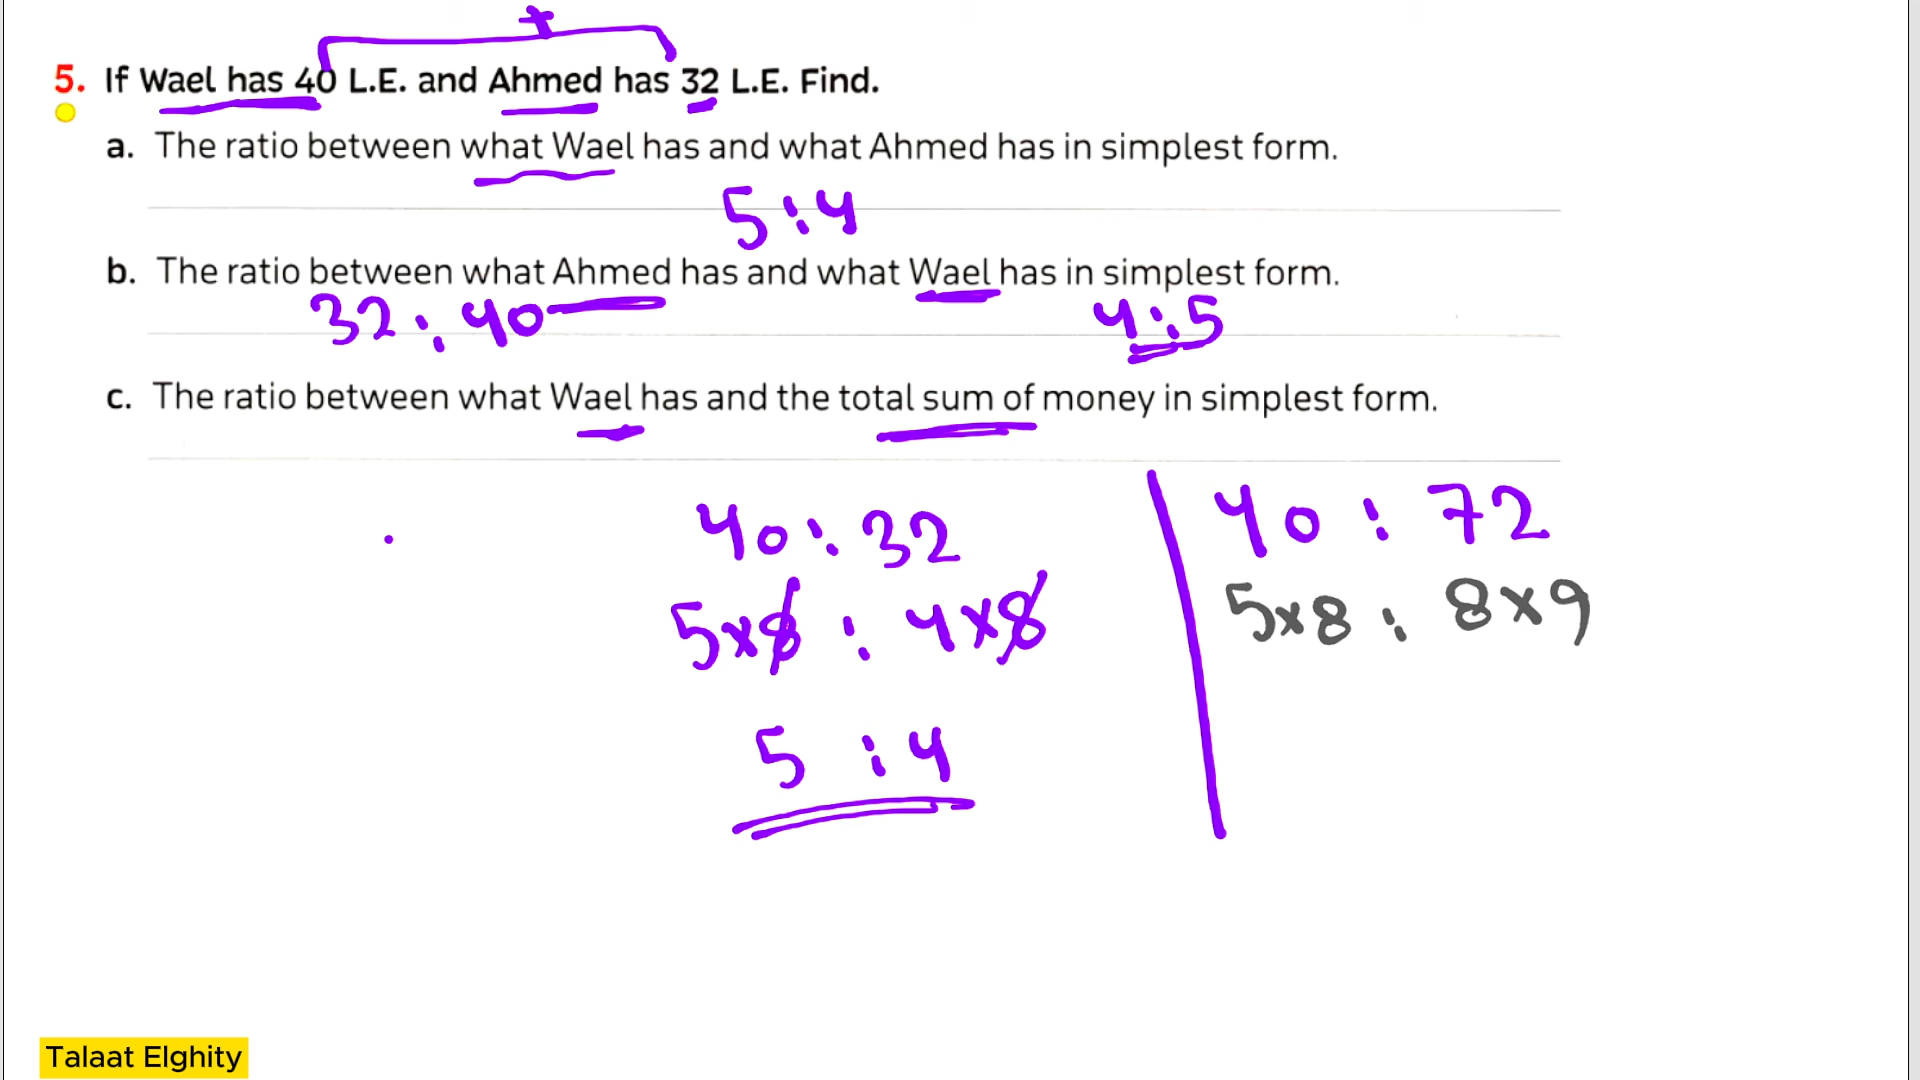 5. If Wael has 40 L.E. and Ahmed has 32 L.E. Find.
a. The ratio between what Wael has and what Ahmed has in simplest form.
5:4
b. The ratio between what Ahmed has and what Wael has in simplest form.
32:40 4:5
c. The ratio between what Wael has and the total sum of money in simplest form.
40:32
5×8 : 4×8
5 : 4
40 : 72
5×8 : 8×9
Talaat Elghity